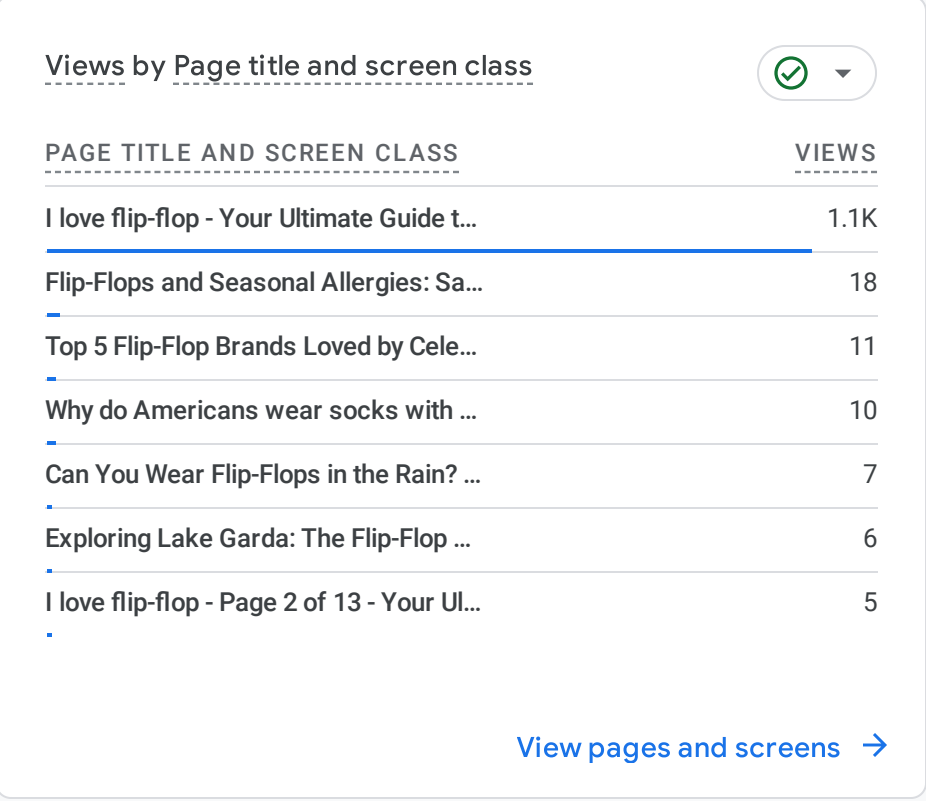 Views by Page title and screen class
PAGE TITLE AND SCREEN CLASS VIEWS
I love flip-flop - Your Ultimate Guide t... 1.1K
Flip-Flops and Seasonal Allergies: Sa... 18
Top 5 Flip-Flop Brands Loved by Cele... 11
Why do Americans wear socks with ... 10
Can You Wear Flip-Flops in the Rain? ... 7
Exploring Lake Garda: The Flip-Flop ... 6
I love flip-flop - Page 2 of 13 - Your Ul... 5
View pages and screens